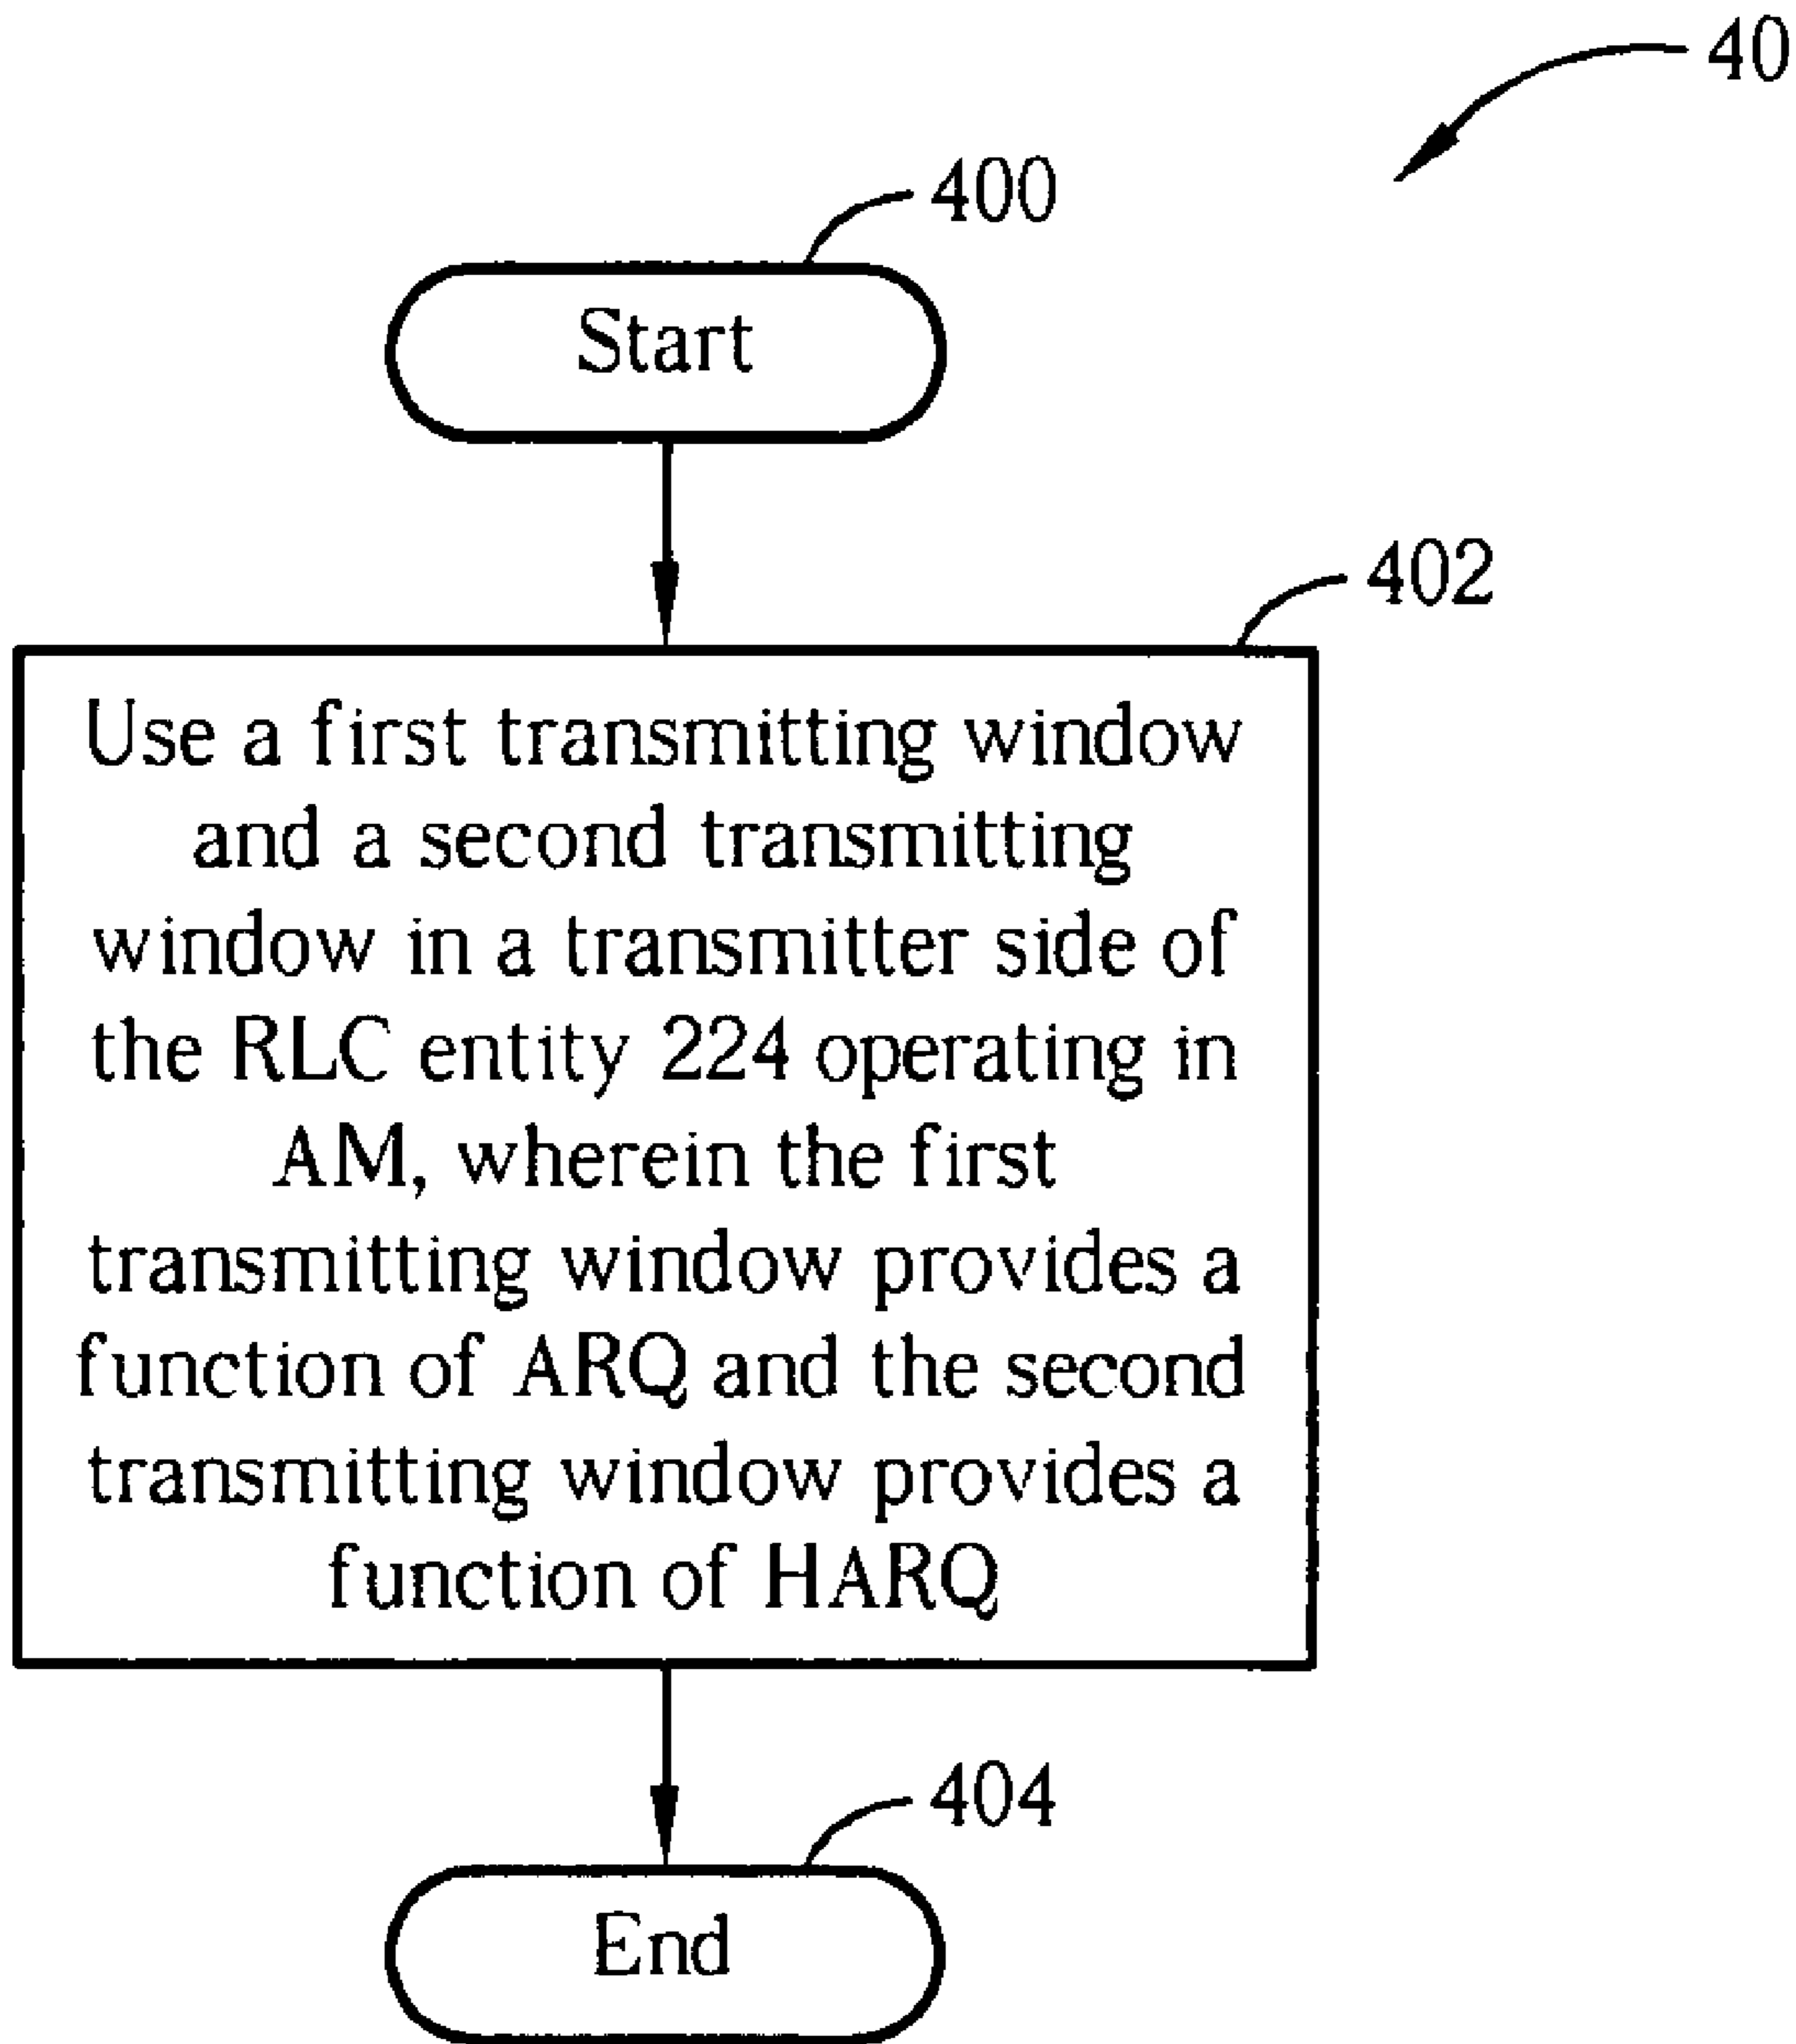 40
400
Start
402
Use a first transmitting window
and a second transmitting
window in a transmitter side of
the RLC entity 224 operating in
AM, wherein the first
transmitting window provides a
function of ARQ and the second
transmitting window provides a
function of HARQ
404
End